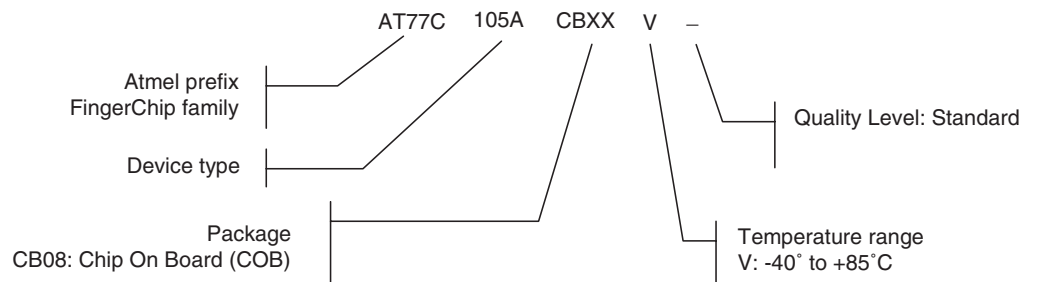 AT77C 105A CBXX V –
Atmel prefix
FingerChip family
Quality Level: Standard
Device type
Package
CB08: Chip On Board (COB)
Temperature range
V: -40˚ to +85˚C